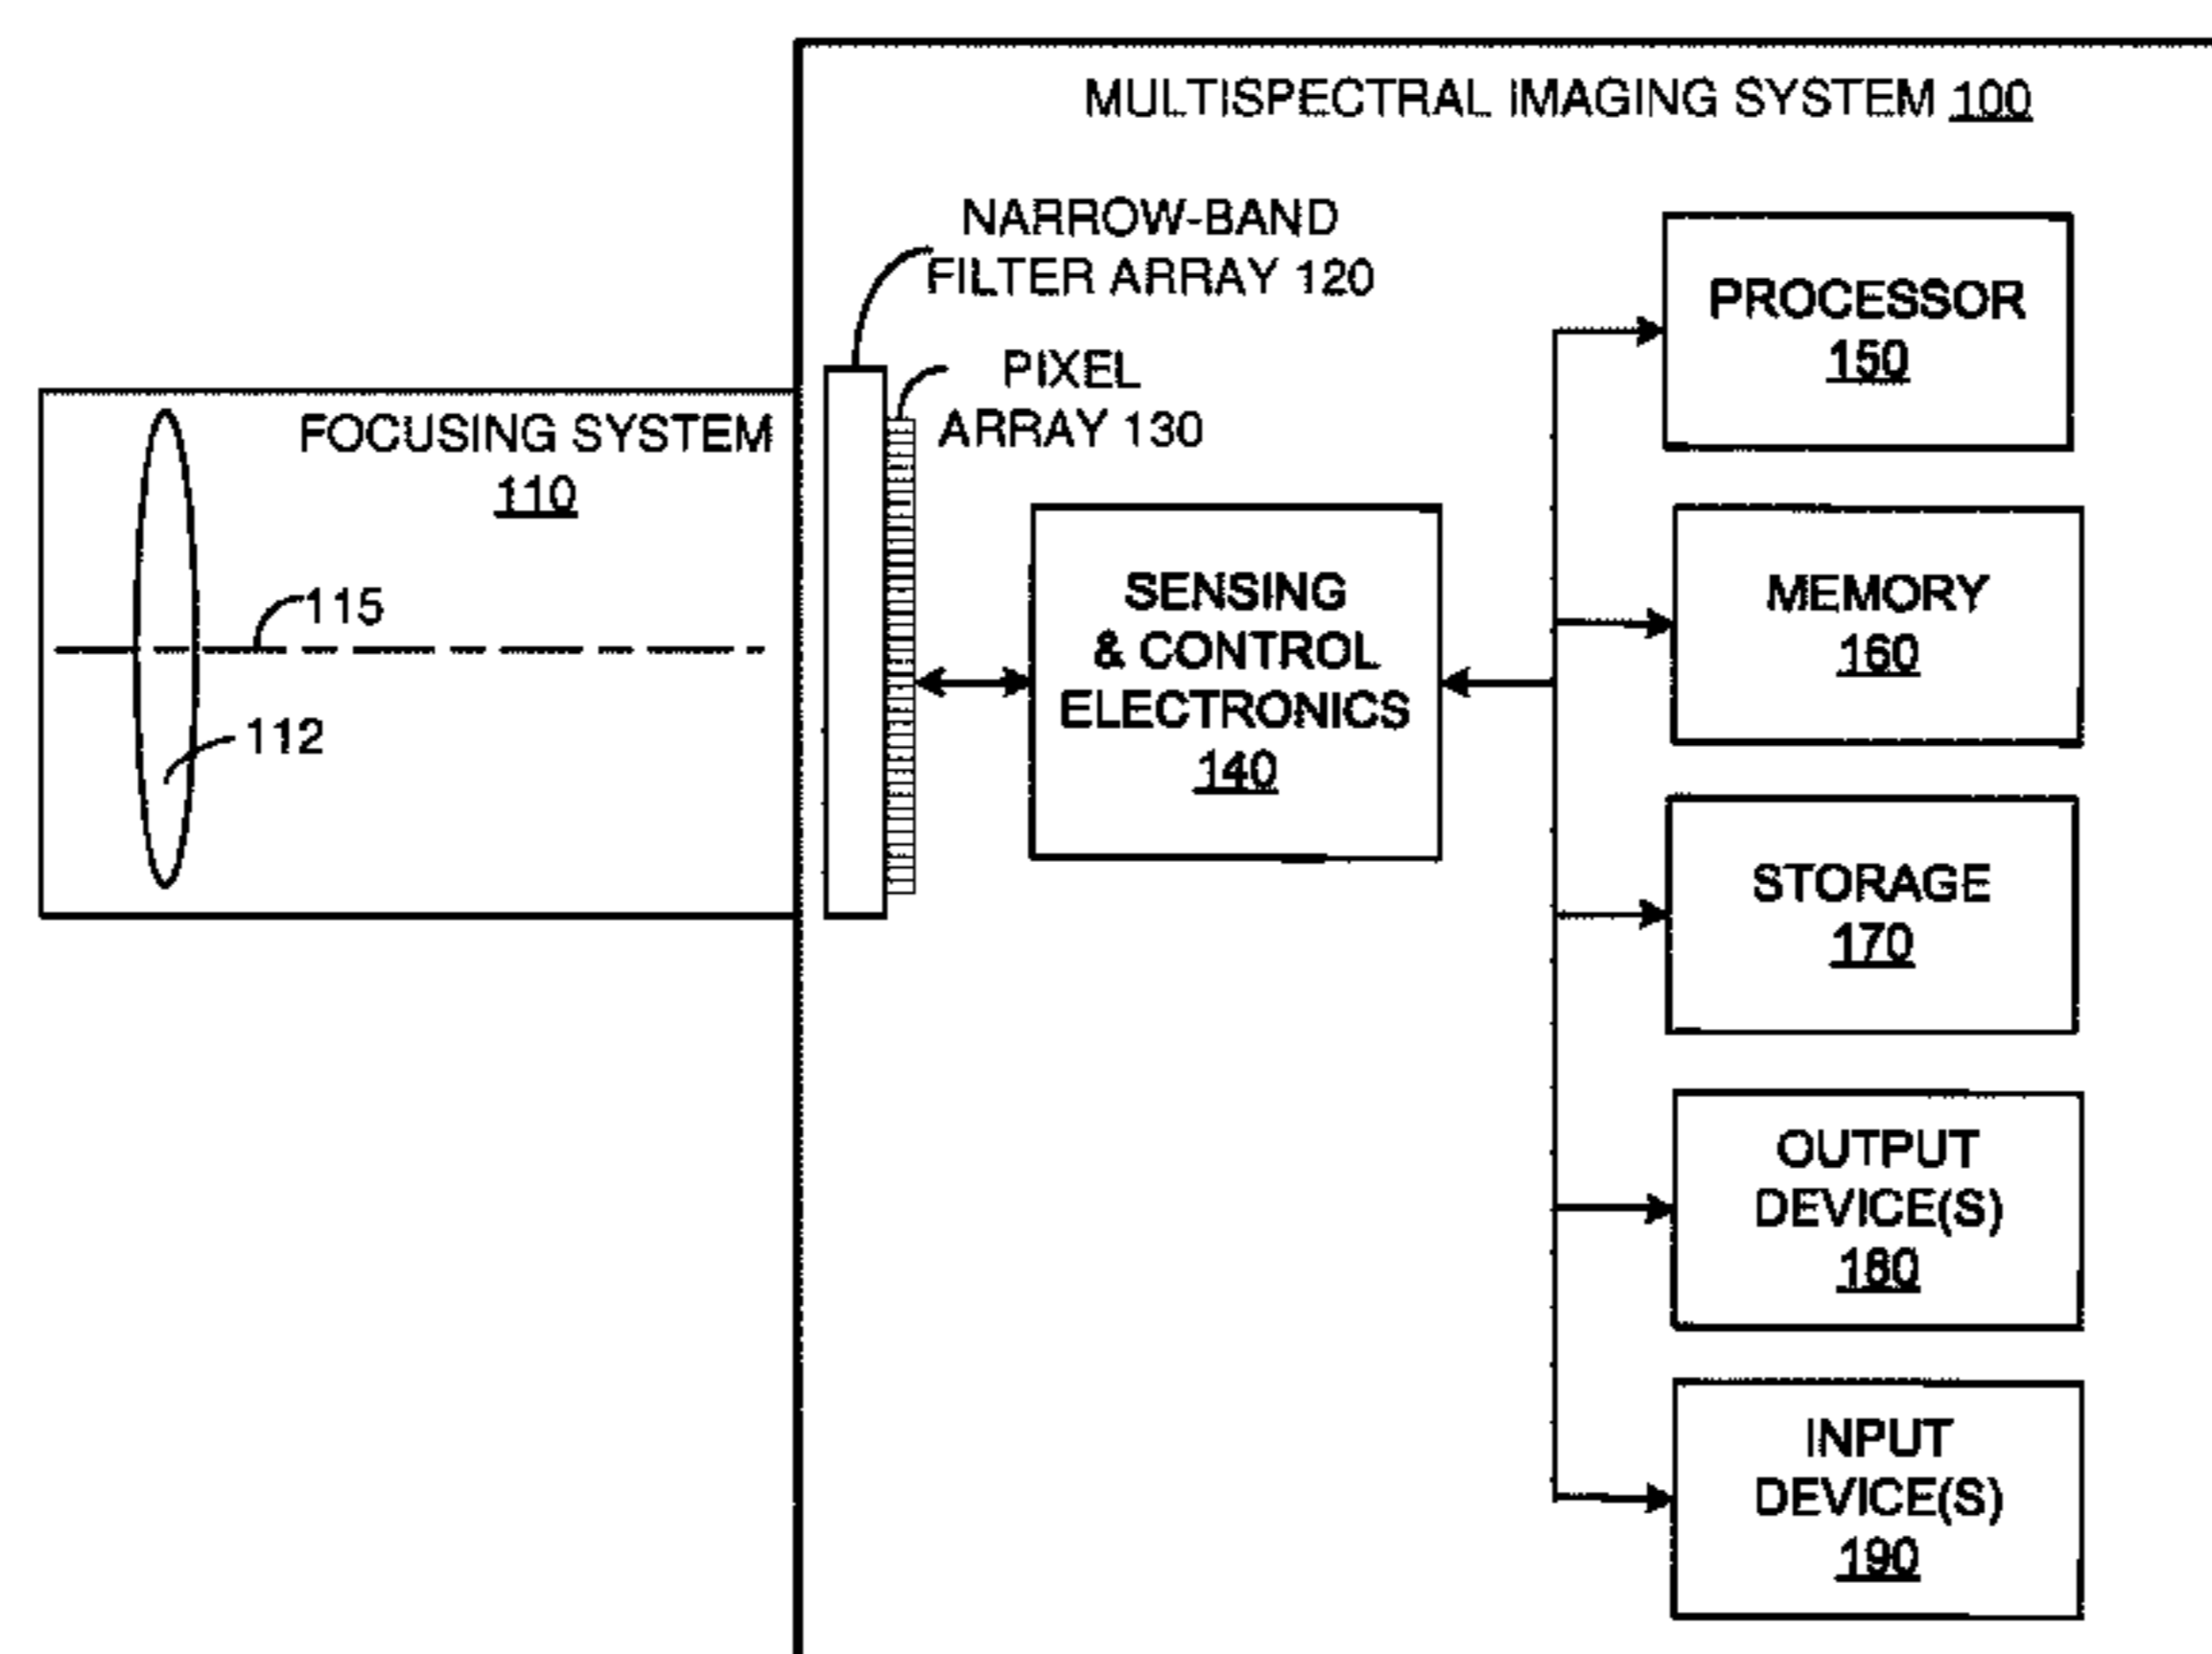 MULTISPECTRAL IMAGING SYSTEM 100
NARROW-BAND
FILTER ARRAY 120
PIXEL
ARRAY 130
FOCUSING SYSTEM
110
115
112
SENSING
& CONTROL
ELECTRONICS
140
PROCESSOR
150
MEMORY
160
STORAGE
170
OUTPUT
DEVICE(S)
180
INPUT
DEVICE(S)
190